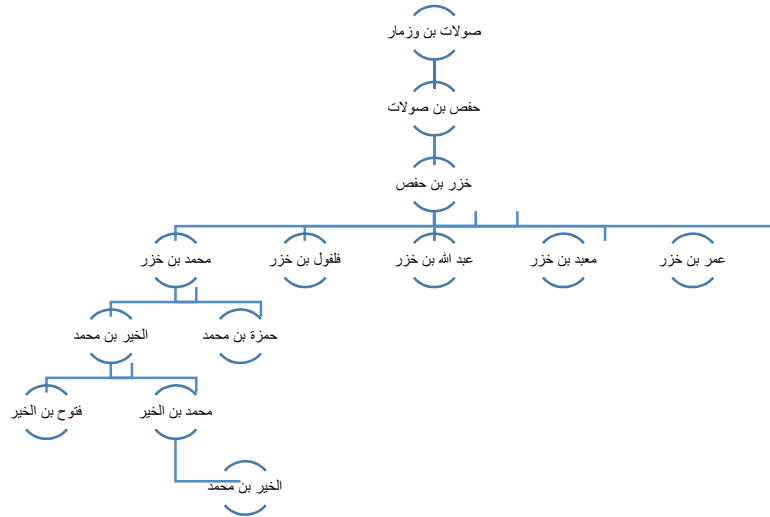 صولات بن وزمار
حفص بن صولات
خزر بن حفص
عمر بن خزر
معبد بن خزر
عبد الله بن خزر
فلفول بن خزر
محمد بن خزر
حمزة بن محمد
الخير بن محمد
محمد بن الخير
فتوح بن الخير
الخير بن محمد